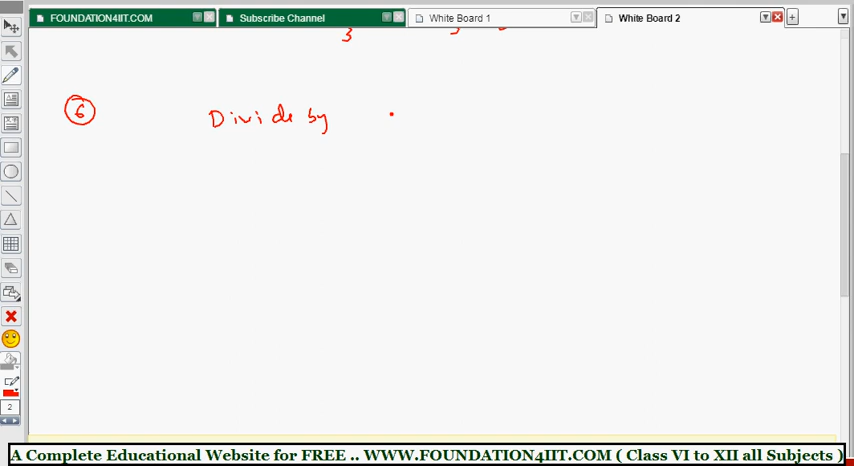 FOUNDATION4IIT.COM Subscribe Channel White Board 1 White Board 2
3
6 Divide by
2
A Complete Educational Website for FREE .. WWW.FOUNDATION4IIT.COM ( Class VI to XII all Subjects )